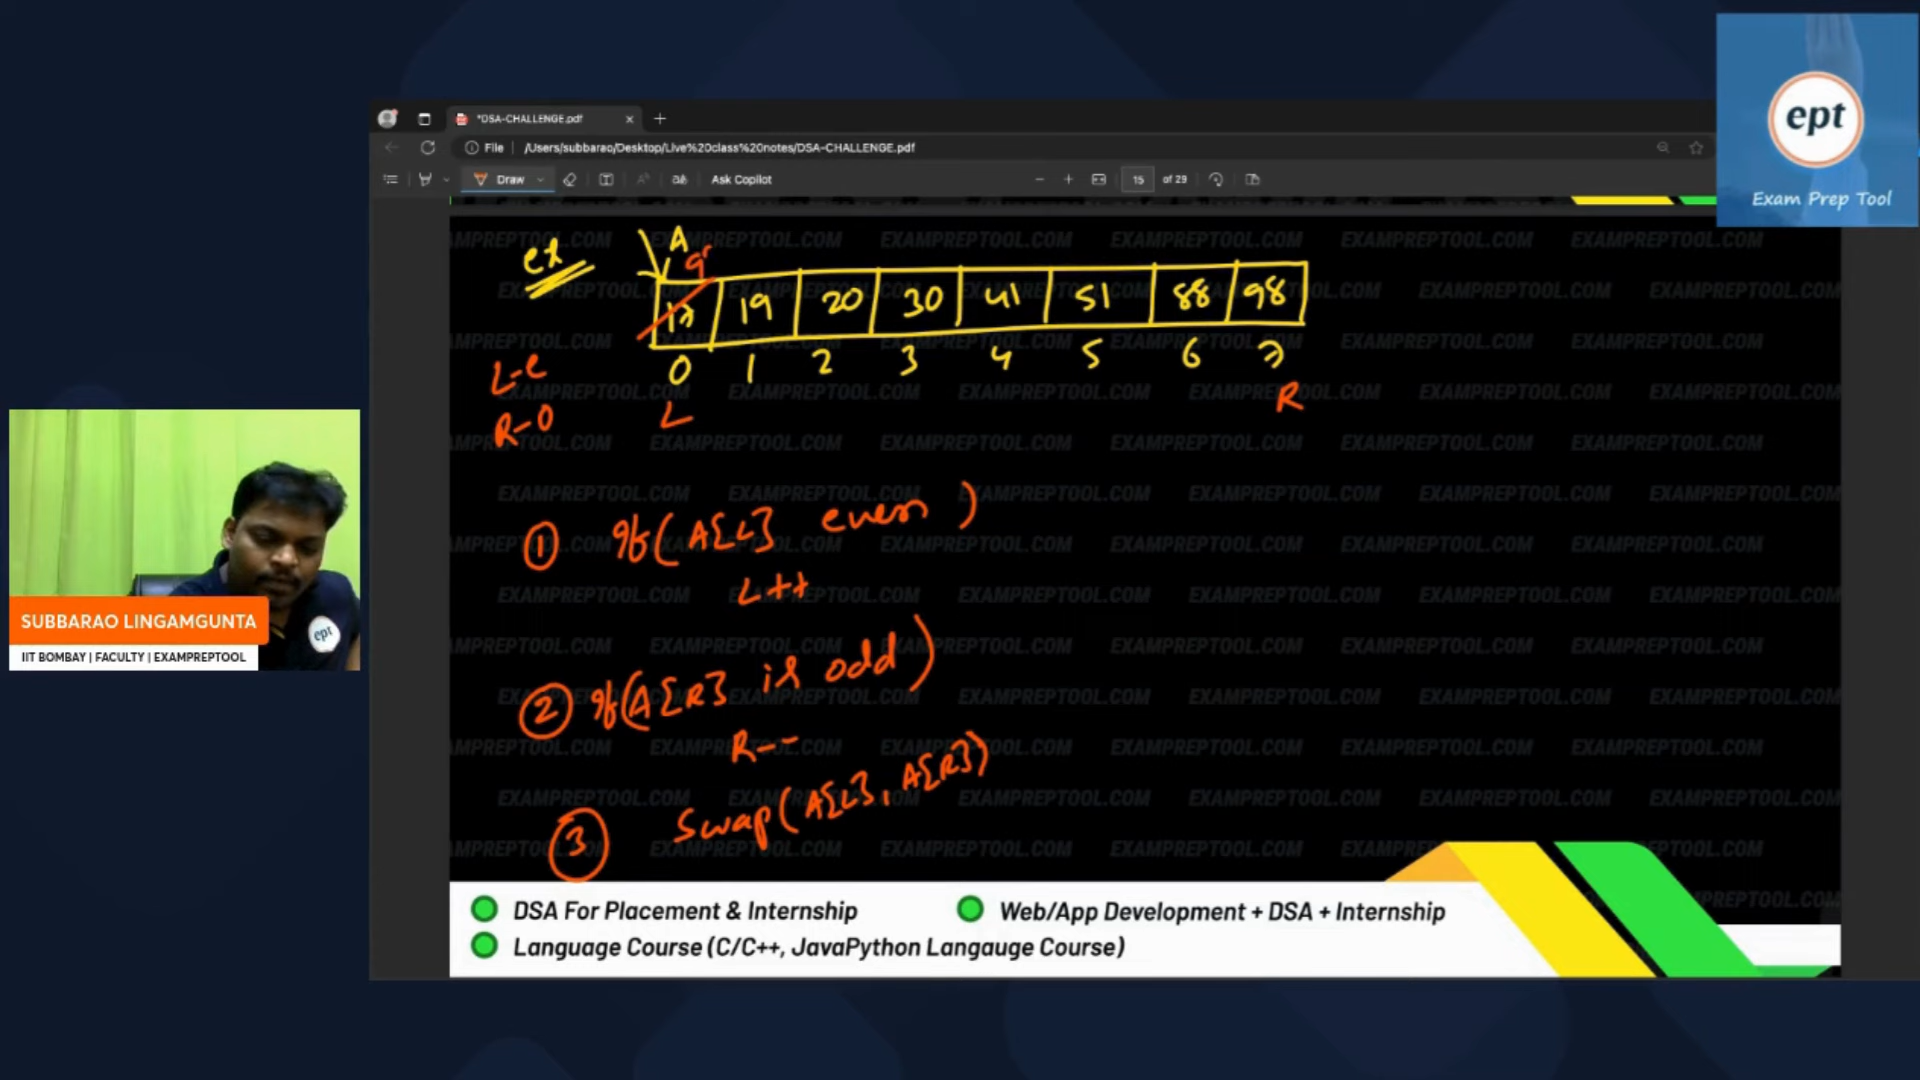 ept
Exam Prep Tool
*DSA-CHALLENGE.pdf
File | /Users/subbarao/Desktop/Live%20class%20notes/DSA-CHALLENGE.pdf
Draw Ask Copilot 15 of 29
ex A
17 19 20 30 41 51 88 98
0 1 2 3 4 5 6 7
L-e
R-O L R
① if(A[L] even)
L++
② if(A[R] is odd)
R--
③ Swap(A[L], A[R])
EXAMPREPTOOL.COM
ept
SUBBARAO LINGAMGUNTA
IIT BOMBAY | FACULTY | EXAMPREPTOOL
DSA For Placement & Internship
Web/App Development + DSA + Internship
Language Course (C/C++, JavaPython Langauge Course)